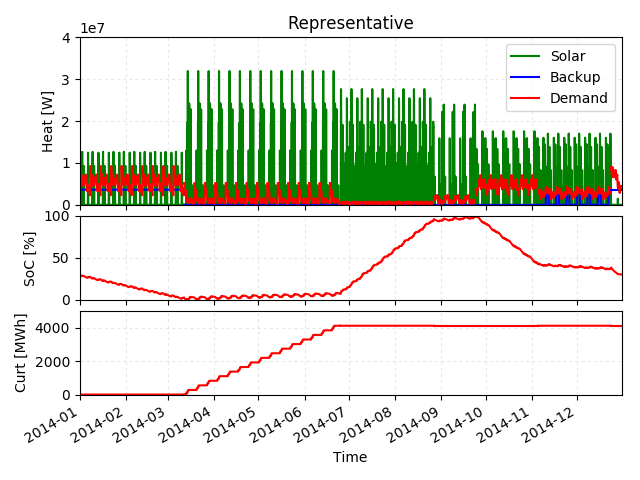 Representative
1e7
Heat [W]
4
3
2
1
0
Solar
Backup
Demand
SoC [%]
100
50
0
Curt [MWh]
4000
2000
0
2014-01
2014-02
2014-03
2014-04
2014-05
2014-06
2014-07
2014-08
2014-09
2014-10
2014-11
2014-12
Time